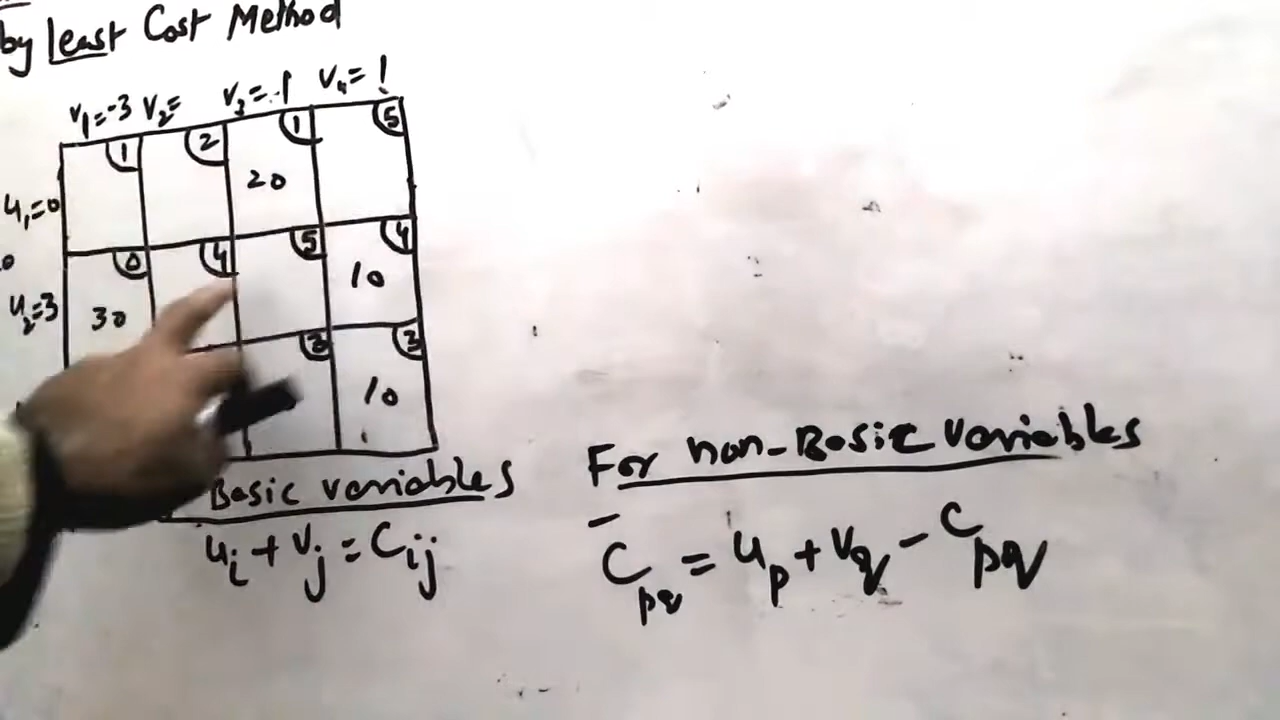 by least Cost Method
v₁=-3 v₂= v₃=1 v₄=1
1 2 1 5
u₁=0 20
0 4 5 4
u₂=3 30 10
3 3
10
Basic variables
uᵢ + vⱼ = Cᵢⱼ
For non-Basic variables
C̄pq = up + vq - Cpq